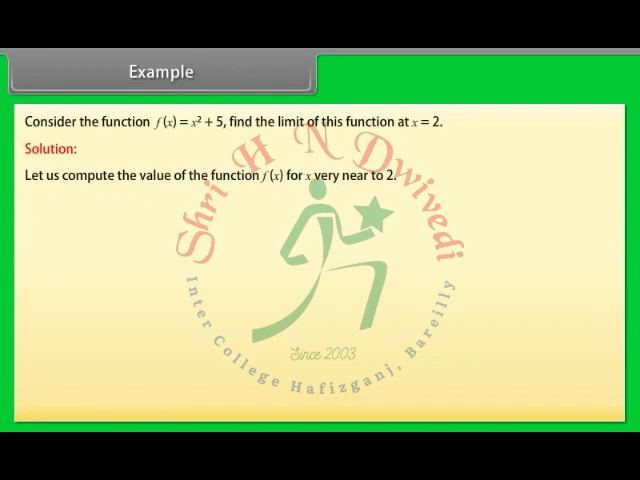 Example
Consider the function f (x) = x² + 5, find the limit of this function at x = 2.
Solution:
Let us compute the value of the function f (x) for x very near to 2.
Shri H N Dwivedi
Since 2003
Inter College Hafizganj, Bareilly